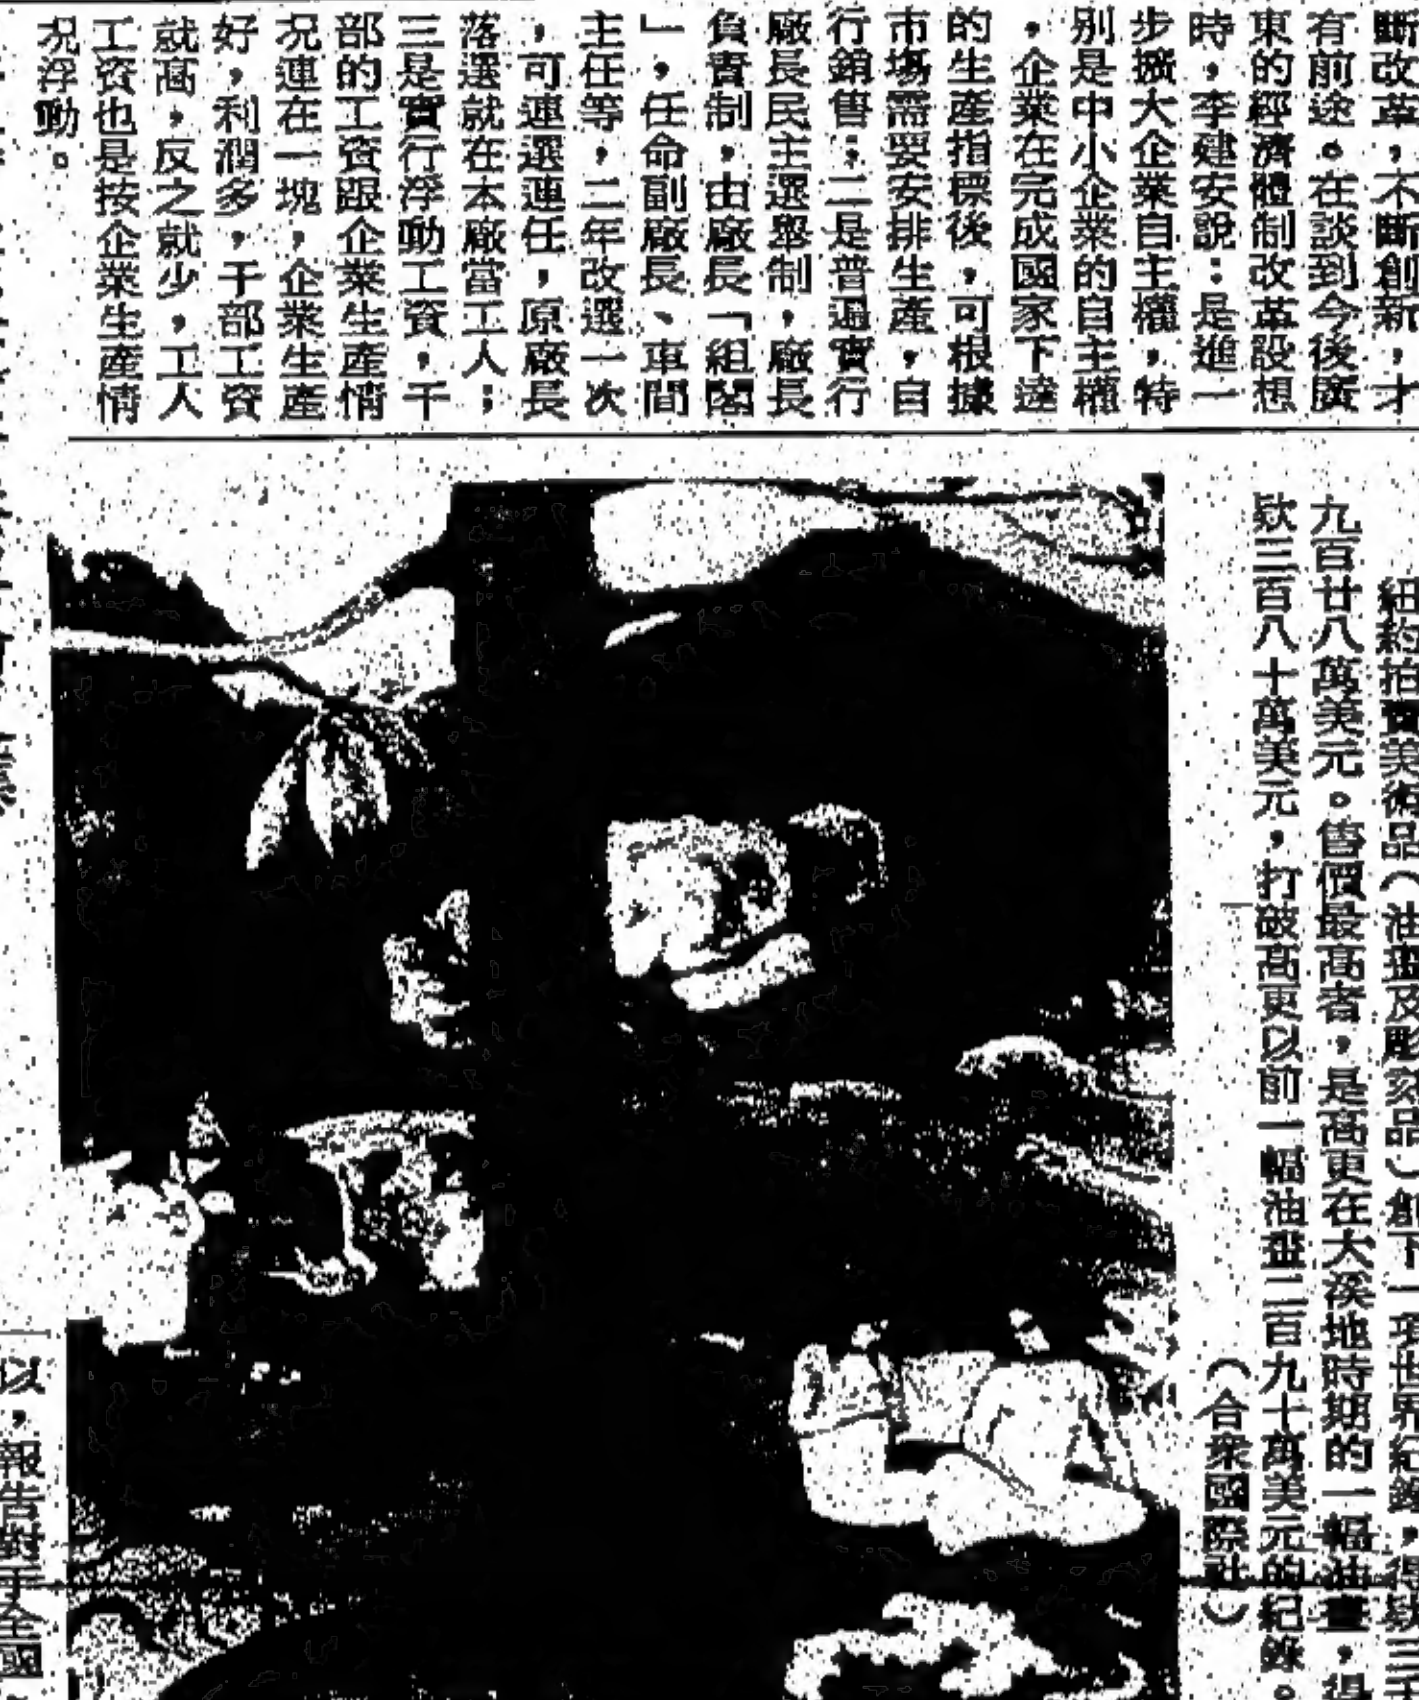 斷改革，不斷創新，才
有前途。在談到今後廣
東的經濟體制改革設想
時，李建安說：是進一
步擴大企業自主權，特
别是中小企業的自主權
，企業在完成國家下達
的生產指標後，可根據
市場需要安排生產，自
行銷售；二是普遍實行
廠長民主選舉制，廠長
負責制，由廠長「組閣
」，任命副廠長、車間
主任等，二年改選一次
，可連選連任，原廠長
落選就在本廠當工人；
三是實行浮動工資，干
部的工資跟企業生產情
况連在一塊，企業生產
好，利潤多，干部工資
就高，反之就少，工人
工資也是按企業生產情
况浮動。
紐約拍賣美術品（油畫及彫刻品）創下一項世界紀錄，得欵三千
九百廿八萬美元。售價最高者，是高更在大溪地時期的一幅油畫，得
欵三百八十萬美元，打破高更以前一幅油畫二百九十萬美元的紀錄。
（合衆國際社）
以，報告對于全國